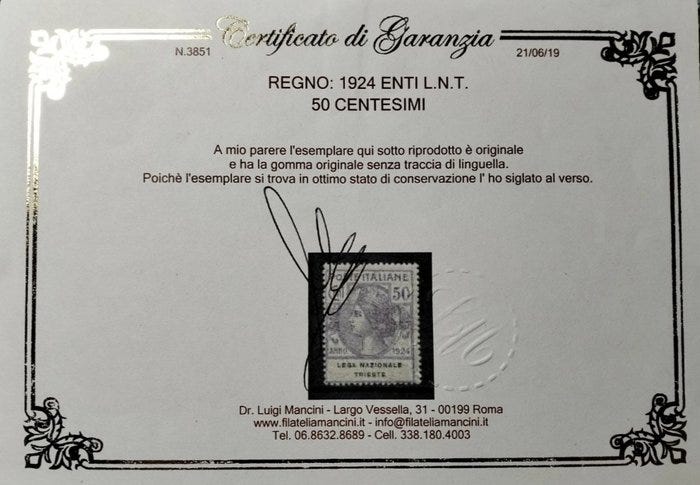 Certificato di Garanzia
N.3851
21/06/19
REGNO: 1924 ENTI L.N.T.
50 CENTESIMI
A mio parere l'esemplare qui sotto riprodotto è originale
e ha la gomma originale senza traccia di linguella.
Poichè l'esemplare si trova in ottimo stato di conservazione l' ho siglato al verso.
POSTE ITALIANE
50
ANNO 1924
LEGA NAZIONALE
TRIESTE
Dr. Luigi Mancini - Largo Vessella, 31 - 00199 Roma
www.filateliamancini.it - info@filateliamancini.it
Tel. 06.8632.8689 - Cell. 338.180.4003